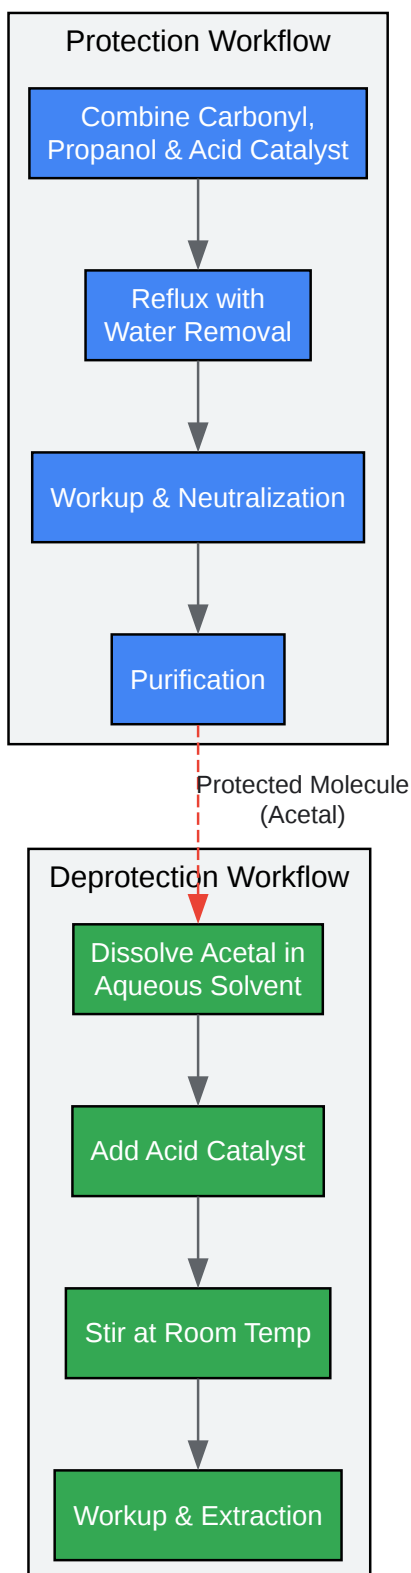 Protection Workflow
Combine Carbonyl,
Propanol & Acid Catalyst
Reflux with
Water Removal
Workup & Neutralization
Purification
Protected Molecule
(Acetal)
Deprotection Workflow
Dissolve Acetal in
Aqueous Solvent
Add Acid Catalyst
Stir at Room Temp
Workup & Extraction